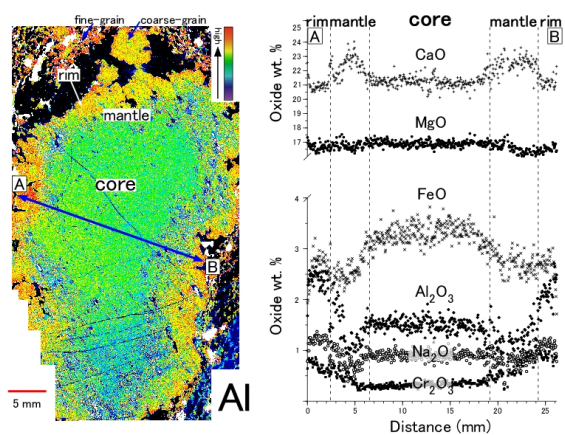 fine-grain coarse-grain
high
rim
mantle
A
core
B
5 mm
Al
rim mantle core mantle rim
A B
Oxide wt. %
25
24
23
22
21
20
19
18
17
CaO
MgO
Oxide wt. %
4
3
2
1
FeO
Al2O3
Na2O
Cr2O3
0 5 10 15 20 25
Distance (mm)